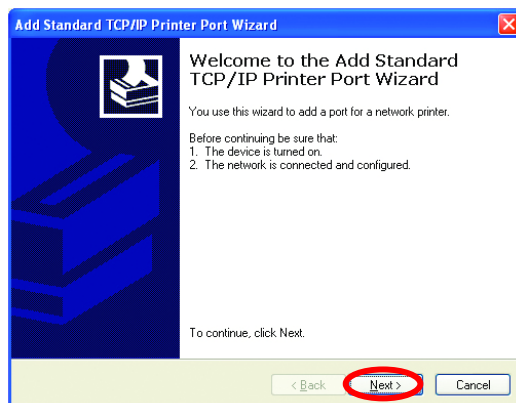 Add Standard TCP/IP Printer Port Wizard
Welcome to the Add Standard
TCP/IP Printer Port Wizard
You use this wizard to add a port for a network printer.
Before continuing be sure that:
1. The device is turned on.
2. The network is connected and configured.
To continue, click Next.
< Back Next > Cancel